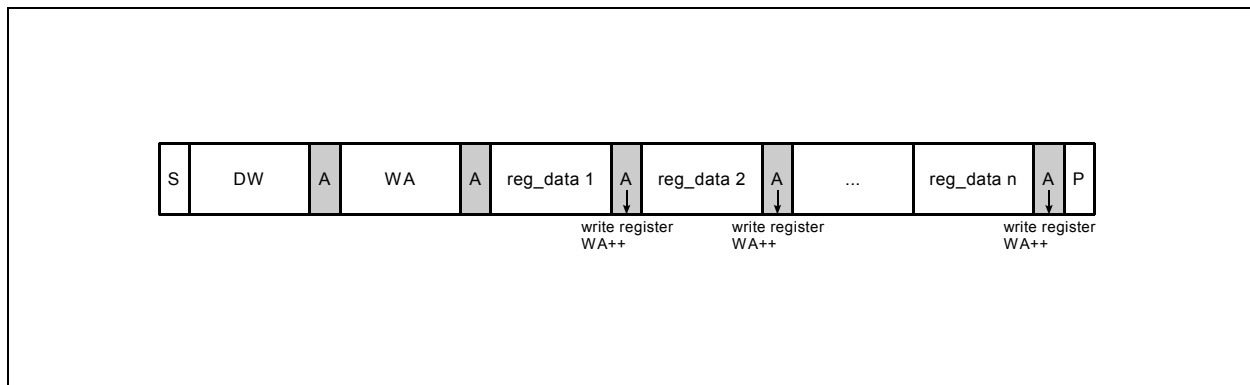 S DW A WA A reg_data 1 A reg_data 2 A ... reg_data n A P
write register write register write register
WA++ WA++ WA++